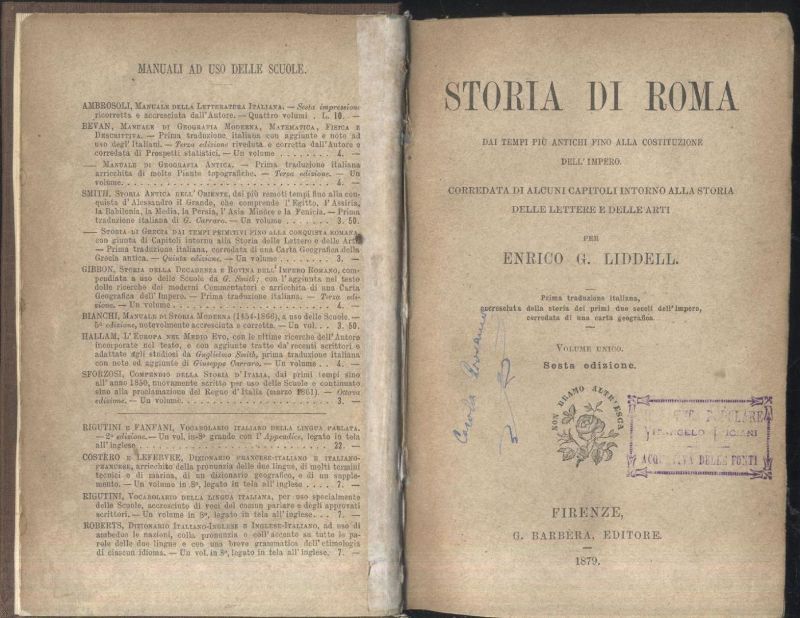 MANUALI AD USO DELLE SCUOLE.
AMBROSOLI, MANUALE DELLA LETTERATURA ITALIANA. — Sesta impressione
ricorretta e accresciuta dall'Autore. — Quattro volumi . L. 10. —
BEVAN, MANUALE DI GEOGRAFIA MODERNA, MATEMATICA, FISICA E
DESCRITTIVA. — Prima traduzione italiana con aggiunte e note ad
uso degl'Italiani. — Terza edizione riveduta e corretta dall'Autore e
corredata di Prospetti statistici. — Un volume . . . . . . . . . 4. —
— MANUALE DI GEOGRAFIA ANTICA. — Prima traduzione italiana
arricchita di molte Piante topografiche. — Terza edizione. — Un
volume. . . . . . . . . . . . . . . . . . . . . . . . . . . . . . . 4. —
SMITH, STORIA ANTICA DELL'ORIENTE, dai più remoti tempi fino alla con-
quista d'Alessandro il Grande, che comprende l'Egitto, l'Assiria,
la Babilonia, la Media, la Persia, l'Asia Minore e la Fenicia. — Prima
traduzione italiana di G. Carraro. — Un volume . . . . . . . 3. 50.
— STORIA DI GRECIA DAI TEMPI PRIMITIVI FINO ALLA CONQUISTA ROMANA,
con giunta di Capitoli intorno alla Storia delle Lettere e delle Arti
— Prima traduzione italiana, corredata di una Carta Geografica della
Grecia antica. — Quinta edizione. — Un volume . . . . . . . . 3. —
GIBBON, STORIA DELLA DECADENZA E ROVINA DELL'IMPERO ROMANO, com-
pendiata a uso delle Scuole da G. Smith; con l'aggiunta nel testo
delle ricerche dei moderni Commentatori e arricchita di una Carta
Geografica dell'Impero. — Prima traduzione italiana. — Terza edi-
zione. — Un volume . . . . . . . . . . . . . . . . . . . . . . . 4. —
BIANCHI, MANUALE DI STORIA MODERNA (1454-1866), a uso delle Scuole. —
5ª edizione, notevolmente accresciuta e corretta. — Un vol. . . 3. 50.
HALLAM, L'EUROPA NEL MEDIO EVO, con le ultime ricerche dell'Autore
incorporate nel testo, e con aggiunte tratte da' recenti scrittori e
adattate agli studiosi da Guglielmo Smith, prima traduzione italiana
con note ed aggiunte di Giuseppe Carraro. — Un volume . . 4. —
SFORZOSI, COMPENDIO DELLA STORIA D'ITALIA, dai primi tempi sino
all'anno 1850, nuovamente scritto per uso delle Scuole e continuato
sino alla proclamazione del Regno d'Italia (marzo 1861). — Ottava
edizione. — Un volume. . . . . . . . . . . . . . . . . . . . . . 3. —
RIGUTINI E FANFANI, VOCABOLARIO ITALIANO DELLA LINGUA PARLATA.
— 2ª edizione. — Un vol. in-8° grande con l'Appendice, legato in tela
all'inglese . . . . . . . . . . . . . . . . . . . . . . . . . . . . 22. —
COSTÈRO E LEFEBVRE, DIZIONARIO FRANCESE-ITALIANO E ITALIANO-
FRANCESE, arricchito della pronunzia delle due lingue, di molti termini
tecnici e di marina, di un dizionario geografico, e di un supple-
mento. — Un volume in 8°, legato in tela all'inglese. . . . 7. —
RIGUTINI, VOCABOLARIO DELLA LINGUA ITALIANA, per uso specialmente
delle Scuole, accresciuto di voci del comun parlare e degli approvati
scrittori. — Un volume in 8°, legato in tela all'inglese. . . 7. —
ROBERTS, DIZIONARIO ITALIANO-INGLESE E INGLESE-ITALIANO, ad uso di
ambedue le nazioni, colla pronunzia e coll'accento su tutte le pa-
role delle due lingue e con una breve grammatica dell'etimologia
di ciascun idioma. — Un vol. in 8°, legato in tela all'inglese. 7. —
STORIA DI ROMA
DAI TEMPI PIÙ ANTICHI FINO ALLA COSTITUZIONE
DELL'IMPERO.
CORREDATA DI ALCUNI CAPITOLI INTORNO ALLA STORIA
DELLE LETTERE E DELLE ARTI
PER
ENRICO G. LIDDELL.
Prima traduzione italiana,
accresciuta della storia dei primi due secoli dell'impero,
corredata di una carta geografica.
VOLUME UNICO.
Sesta edizione.
NON BRAMO ALTR'ESCA
POPOLARE
ACQUAVIVA DELLE FONTI
FIRENZE,
G. BARBÈRA, EDITORE.
1879.